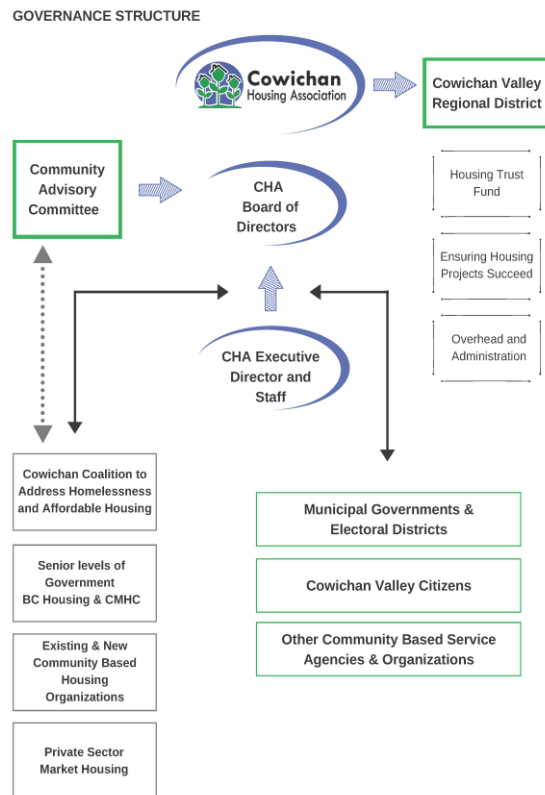 GOVERNANCE STRUCTURE
Cowichan
Housing Association
Cowichan Valley
Regional District
Community
Advisory
Committee
CHA
Board of
Directors
Housing Trust
Fund
Ensuring Housing
Projects Succeed
Overhead and
Administration
CHA Executive
Director and
Staff
Cowichan Coalition to
Address Homelessness
and Affordable Housing
Senior levels of
Government
BC Housing & CMHC
Existing & New
Community Based
Housing
Organizations
Private Sector
Market Housing
Municipal Governments &
Electoral Districts
Cowichan Valley Citizens
Other Community Based Service
Agencies & Organizations